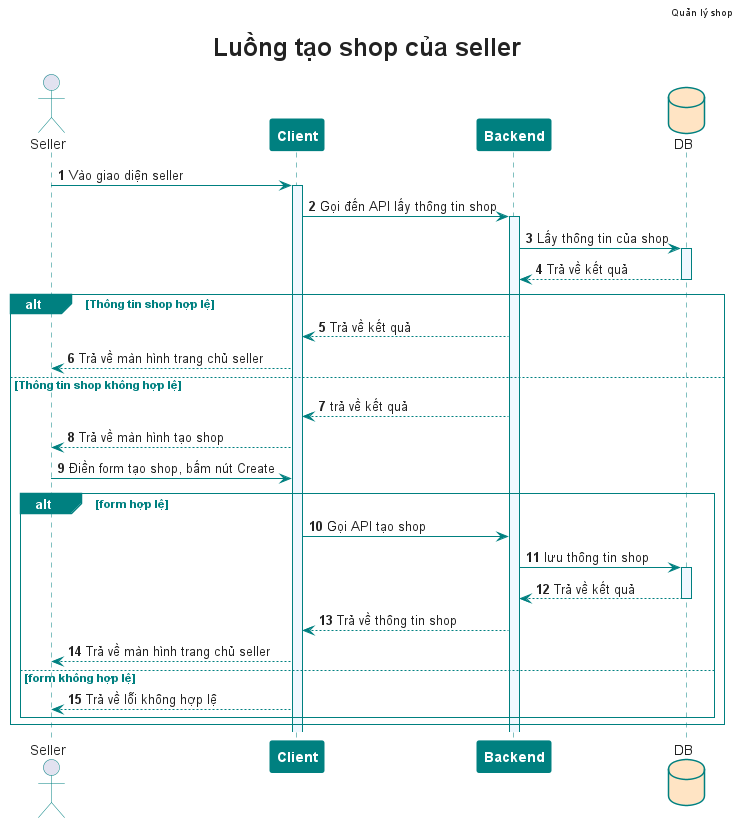 Quản lý shop
Luồng tạo shop của seller
Seller
Client
Backend
DB
1 Vào giao diện seller
2 Gọi đến API lấy thông tin shop
3 Lấy thông tin của shop
4 Trả về kết quả
alt [Thông tin shop hợp lệ]
5 Trả về kết quả
6 Trả về màn hình trang chủ seller
[Thông tin shop không hợp lệ]
7 trả về kết quả
8 Trả về màn hình tạo shop
9 Điền form tạo shop, bấm nút Create
alt [form hợp lệ]
10 Gọi API tạo shop
11 lưu thông tin shop
12 Trả về kết quả
13 Trả về thông tin shop
14 Trả về màn hình trang chủ seller
[form không hợp lệ]
15 Trả về lỗi không hợp lệ
Seller
Client
Backend
DB